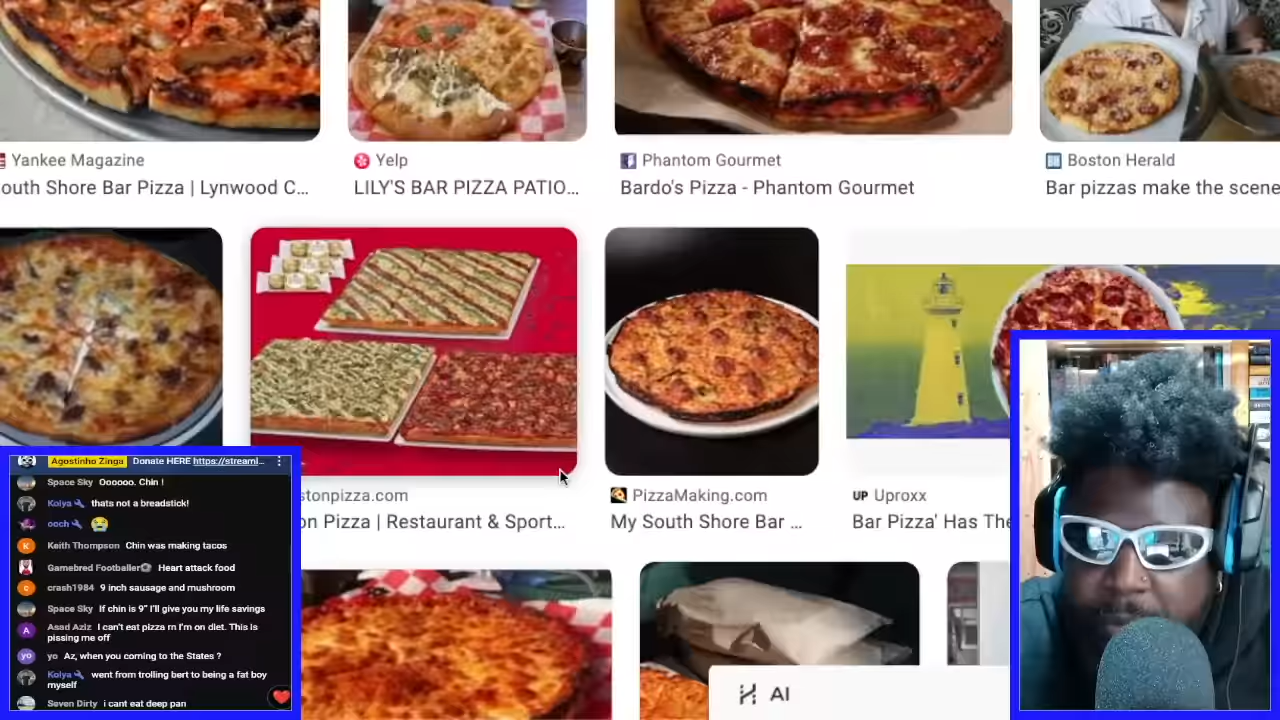 Yankee Magazine
outh Shore Bar Pizza | Lynwood C...
Yelp
LILY'S BAR PIZZA PATIO...
Phantom Gourmet
Bardo's Pizza - Phantom Gourmet
Boston Herald
Bar pizzas make the scene
stonpizza.com
on Pizza | Restaurant & Sport...
PizzaMaking.com
My South Shore Bar ...
UP Uproxx
Bar Pizza' Has The
AI
Agostinho Zinga Donate HERE https://streaml...
Space Sky Oooooo. Chin !
Kolya thats not a breadstick!
ooch 😭
K Keith Thompson Chin was making tacos
Gamebred Footballer Heart attack food
c crash1984 9 inch sausage and mushroom
Space Sky If chin is 9" I'll give you my life savings
A Asad Aziz I can't eat pizza rn I'm on diet. This is
pissing me off
yo yo Az, when you coming to the States ?
Kolya went from trolling bert to being a fat boy
myself
Seven Dirty i cant eat deep pan